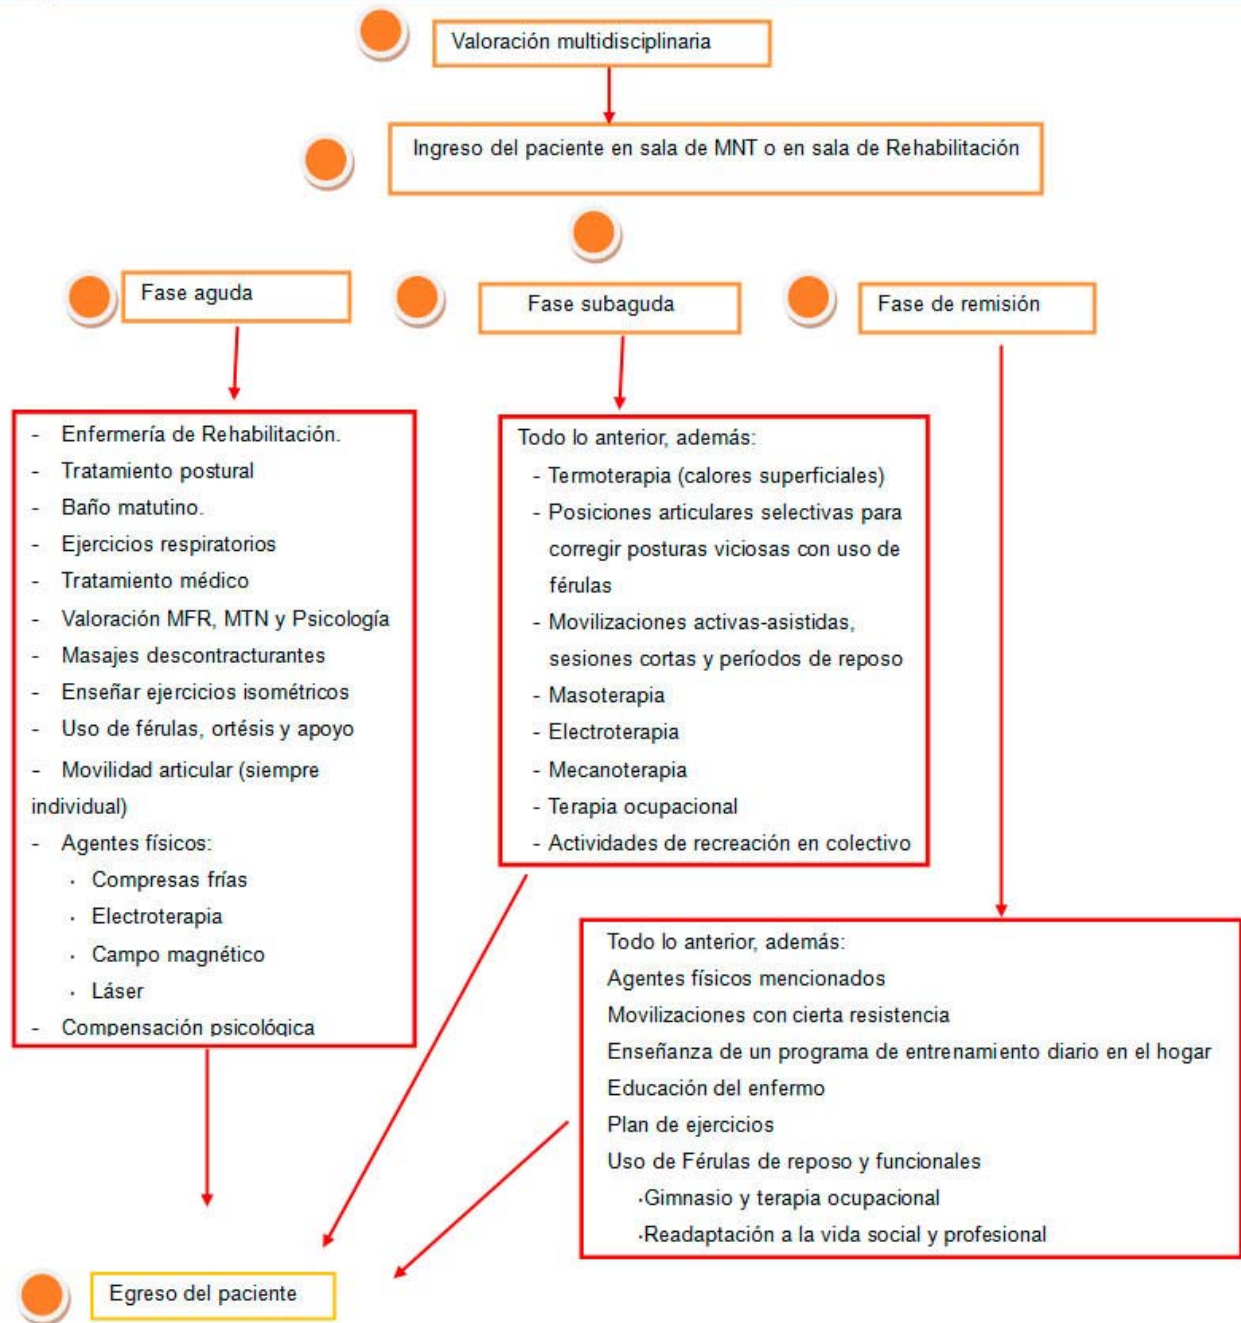 Valoración multidisciplinaria
Ingreso del paciente en sala de MNT o en sala de Rehabilitación
Fase aguda
Fase subaguda
Fase de remisión
- Enfermería de Rehabilitación.
- Tratamiento postural
- Baño matutino.
- Ejercicios respiratorios
- Tratamiento médico
- Valoración MFR, MTN y Psicología
- Masajes descontracturantes
- Enseñar ejercicios isométricos
- Uso de férulas, ortésis y apoyo
- Movilidad articular (siempre
individual)
- Agentes físicos:
· Compresas frías
· Electroterapia
· Campo magnético
· Láser
- Compensación psicológica
Todo lo anterior, además:
- Termoterapia (calores superficiales)
- Posiciones articulares selectivas para
corregir posturas viciosas con uso de
férulas
- Movilizaciones activas-asistidas,
sesiones cortas y períodos de reposo
- Masoterapia
- Electroterapia
- Mecanoterapia
- Terapia ocupacional
- Actividades de recreación en colectivo
Todo lo anterior, además:
Agentes físicos mencionados
Movilizaciones con cierta resistencia
Enseñanza de un programa de entrenamiento diario en el hogar
Educación del enfermo
Plan de ejercicios
Uso de Férulas de reposo y funcionales
·Gimnasio y terapia ocupacional
·Readaptación a la vida social y profesional
Egreso del paciente